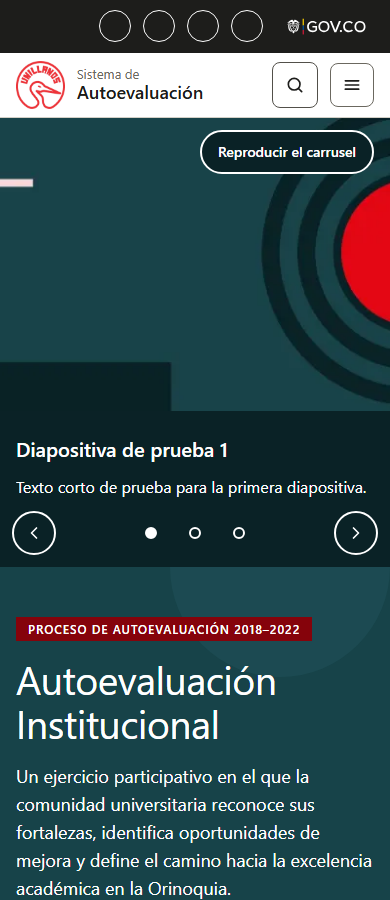 GOV.CO
UNILLANOS
Sistema de
Autoevaluación
Reproducir el carrusel
Diapositiva de prueba 1
Texto corto de prueba para la primera diapositiva.
PROCESO DE AUTOEVALUACIÓN 2018–2022
Autoevaluación
Institucional
Un ejercicio participativo en el que la
comunidad universitaria reconoce sus
fortalezas, identifica oportunidades de
mejora y define el camino hacia la excelencia
académica en la Orinoquia.